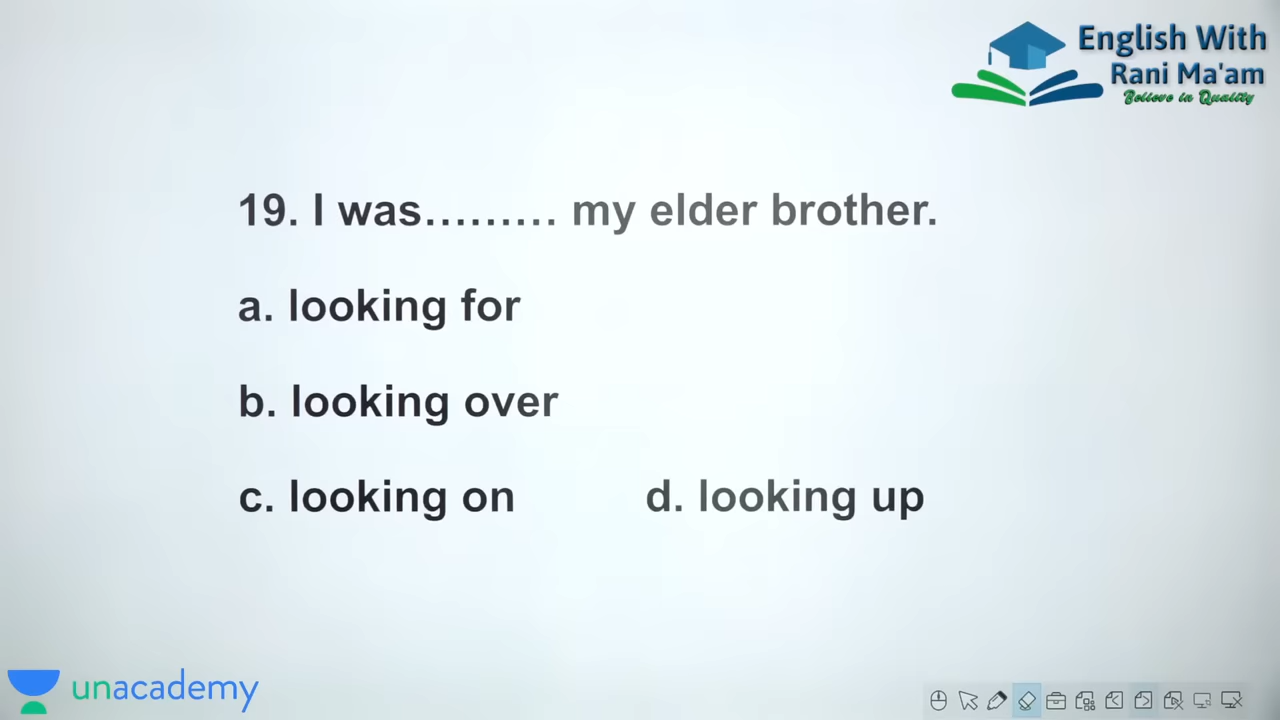 English With
Rani Ma'am
Believe in Quality
19. I was……… my elder brother.
a. looking for
b. looking over
c. looking on d. looking up
unacademy